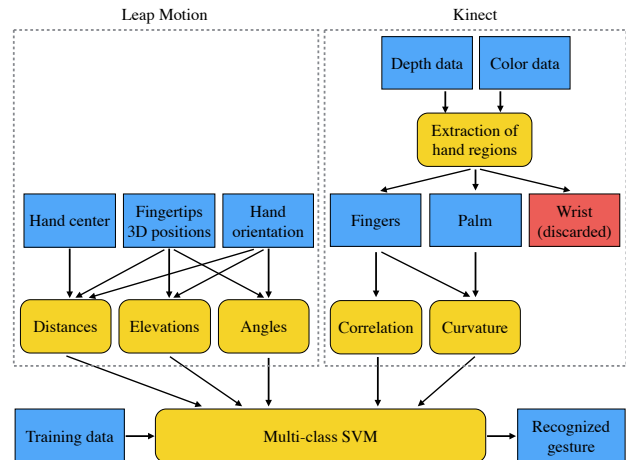 Leap Motion
Kinect
Depth data
Color data
Extraction of
hand regions
Hand center
Fingertips
3D positions
Hand
orientation
Fingers
Palm
Wrist
(discarded)
Distances
Elevations
Angles
Correlation
Curvature
Training data
Multi-class SVM
Recognized
gesture